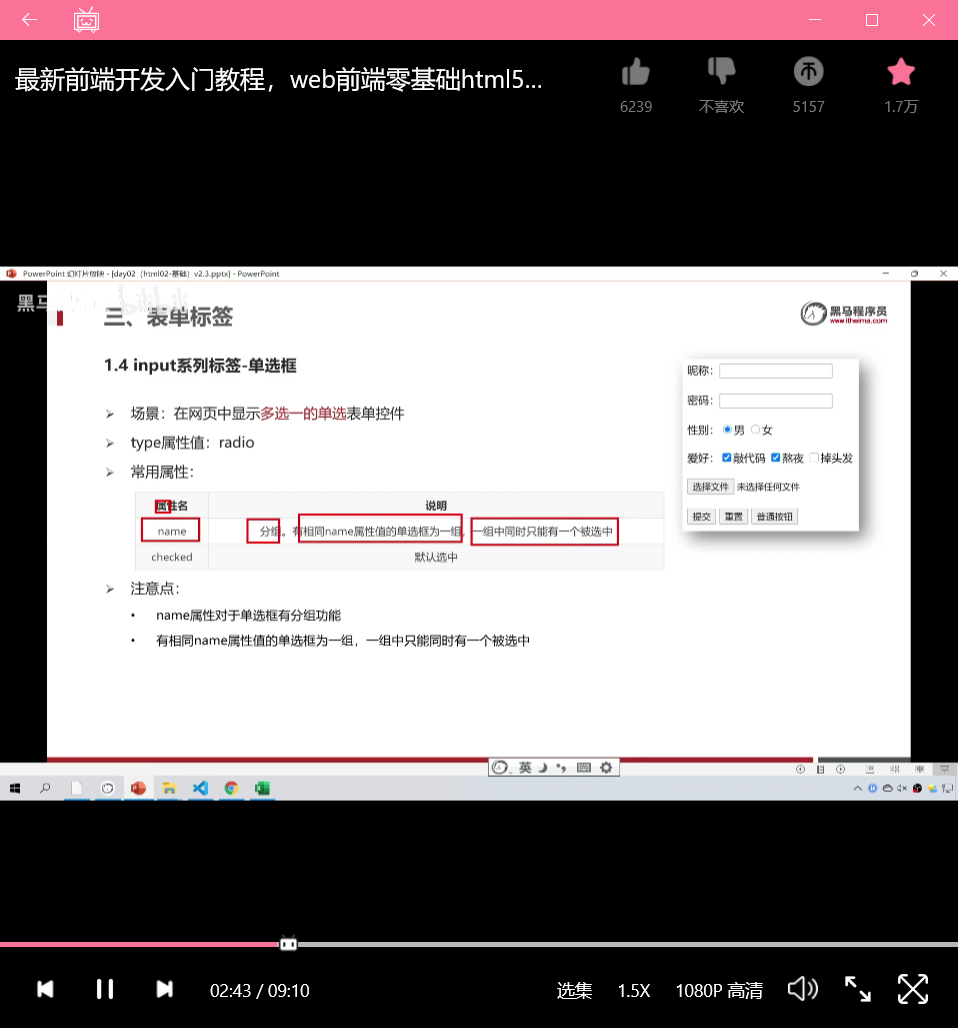 最新前端开发入门教程，web前端零基础html5...
6239
不喜欢
5157
1.7万
PowerPoint 幻灯片放映 - [day02（html02-基础）v2.3.pptx] - PowerPoint
黑马
bilibili
三、表单标签
黑马程序员
www.itheima.com
1.4 input系列标签-单选框
场景：在网页中显示多选一的单选表单控件
type属性值：radio
常用属性：
属性名 说明
name 分组。有相同name属性值的单选框为一组，一组中同时只能有一个被选中
checked 默认选中
注意点：
• name属性对于单选框有分组功能
• 有相同name属性值的单选框为一组，一组中只能同时有一个被选中
昵称：
密码：
性别： 男 女
爱好： 敲代码 熬夜 掉头发
选择文件 未选择任何文件
提交 重置 普通按钮
英
02:43 / 09:10
选集
1.5X
1080P 高清